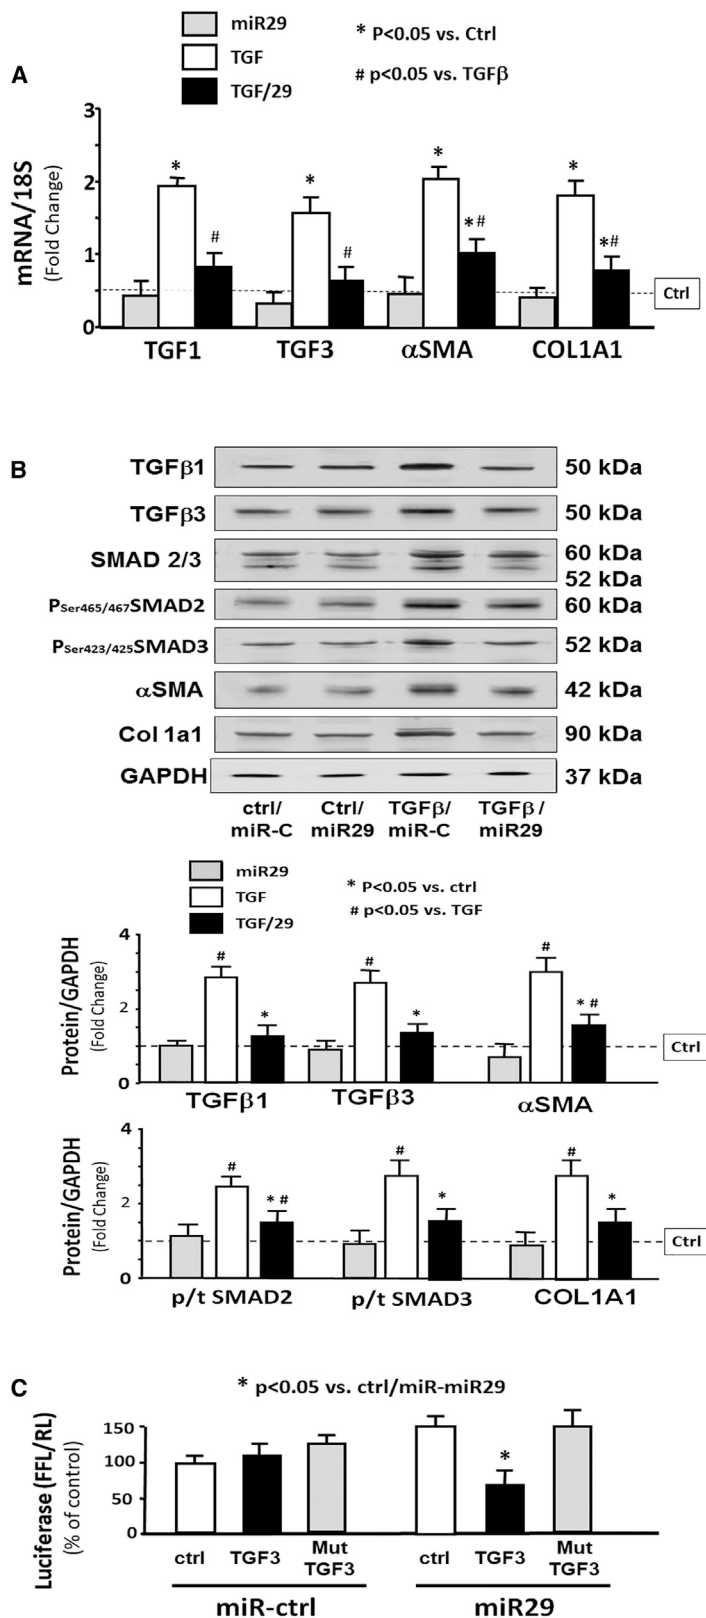 miR29
* P<0.05 vs. Ctrl
TGF
A
# p<0.05 vs. TGFβ
TGF/29
mRNA/18S
(Fold Change)
3
2
1
0
*
#
*
#
*
*#
*
*#
Ctrl
TGF1 TGF3 αSMA COL1A1
B
TGFβ1 50 kDa
TGFβ3 50 kDa
SMAD 2/3 60 kDa
52 kDa
PSer465/467SMAD2 60 kDa
PSer423/425SMAD3 52 kDa
αSMA 42 kDa
Col 1a1 90 kDa
GAPDH 37 kDa
ctrl/ Ctrl/ TGFβ/ TGFβ/
miR-C miR29 miR-C miR29
miR29
* P<0.05 vs. ctrl
TGF
# p<0.05 vs. TGF
TGF/29
Protein/GAPDH
(Fold Change)
4
2
0
#
*
#
*
#
* #
Ctrl
TGFβ1 TGFβ3 αSMA
Protein/GAPDH
(Fold Change)
4
2
0
#
* #
#
*
#
*
Ctrl
p/t SMAD2 p/t SMAD3 COL1A1
C
* p<0.05 vs. ctrl/miR-miR29
Luciferase (FFL/RL)
(% of control)
150
100
50
0
*
ctrl TGF3 Mut TGF3 ctrl TGF3 Mut TGF3
miR-ctrl miR29